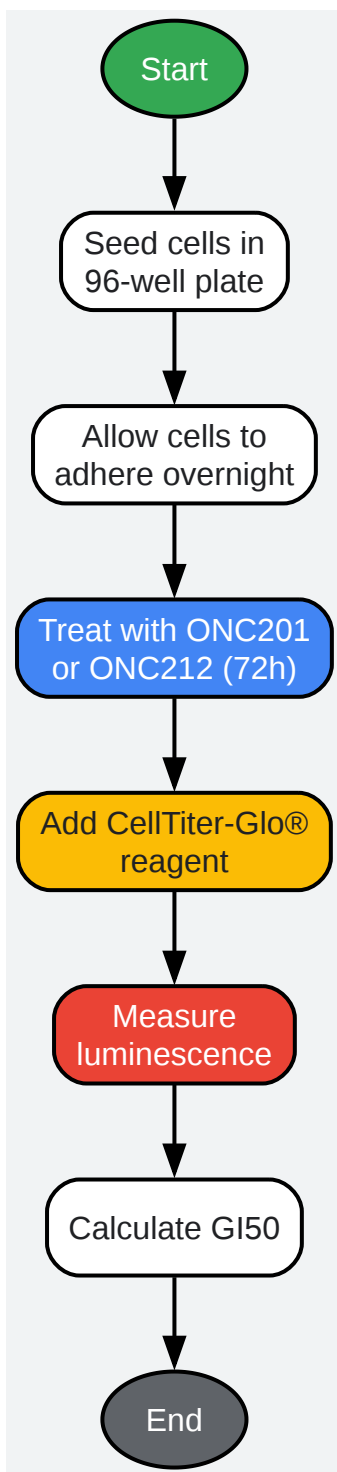 Start
Seed cells in
96-well plate
Allow cells to
adhere overnight
Treat with ONC201
or ONC212 (72h)
Add CellTiter-Glo®
reagent
Measure
luminescence
Calculate GI50
End